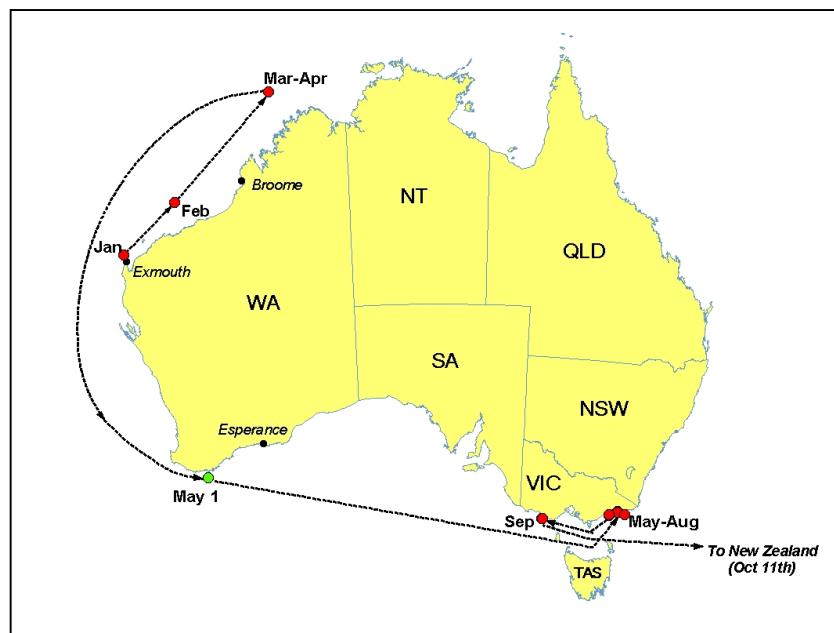 Mar-Apr
Broome
NT
Feb
Jan
QLD
Exmouth
WA
SA
NSW
Esperance
VIC
May 1
Sep
May-Aug
To New Zealand
(Oct 11th)
TAS